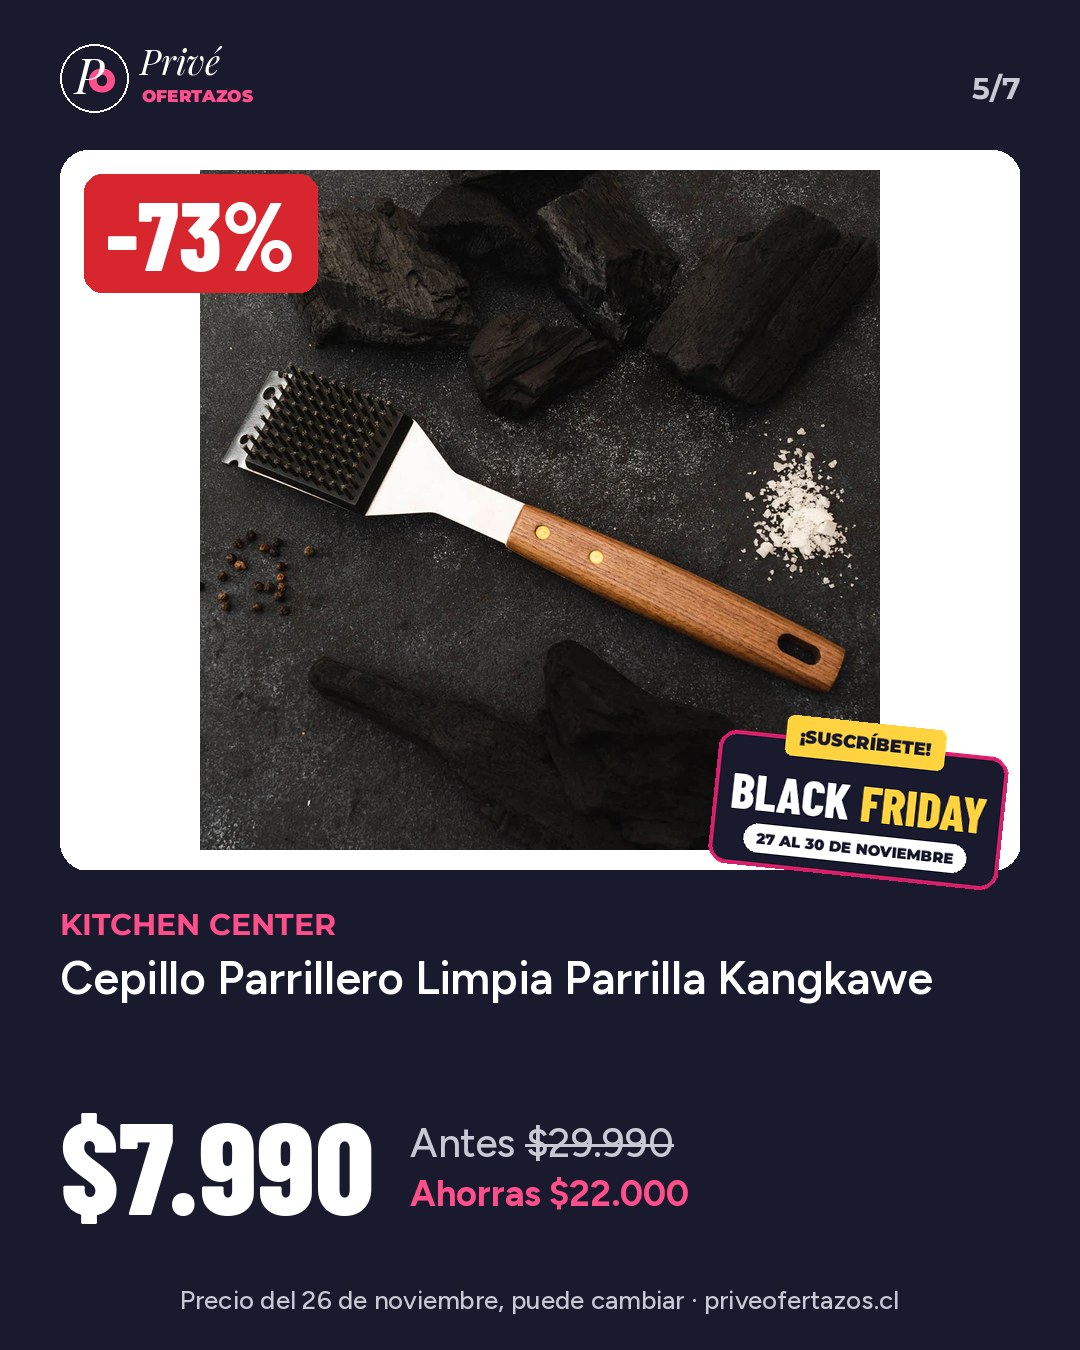 Po
Privé
OFERTAZOS
5/7
-73%
¡SUSCRÍBETE!
BLACK FRIDAY
27 AL 30 DE NOVIEMBRE
KITCHEN CENTER
Cepillo Parrillero Limpia Parrilla Kangkawe
$7.990
Antes $29.990
Ahorras $22.000
Precio del 26 de noviembre, puede cambiar · priveofertazos.cl